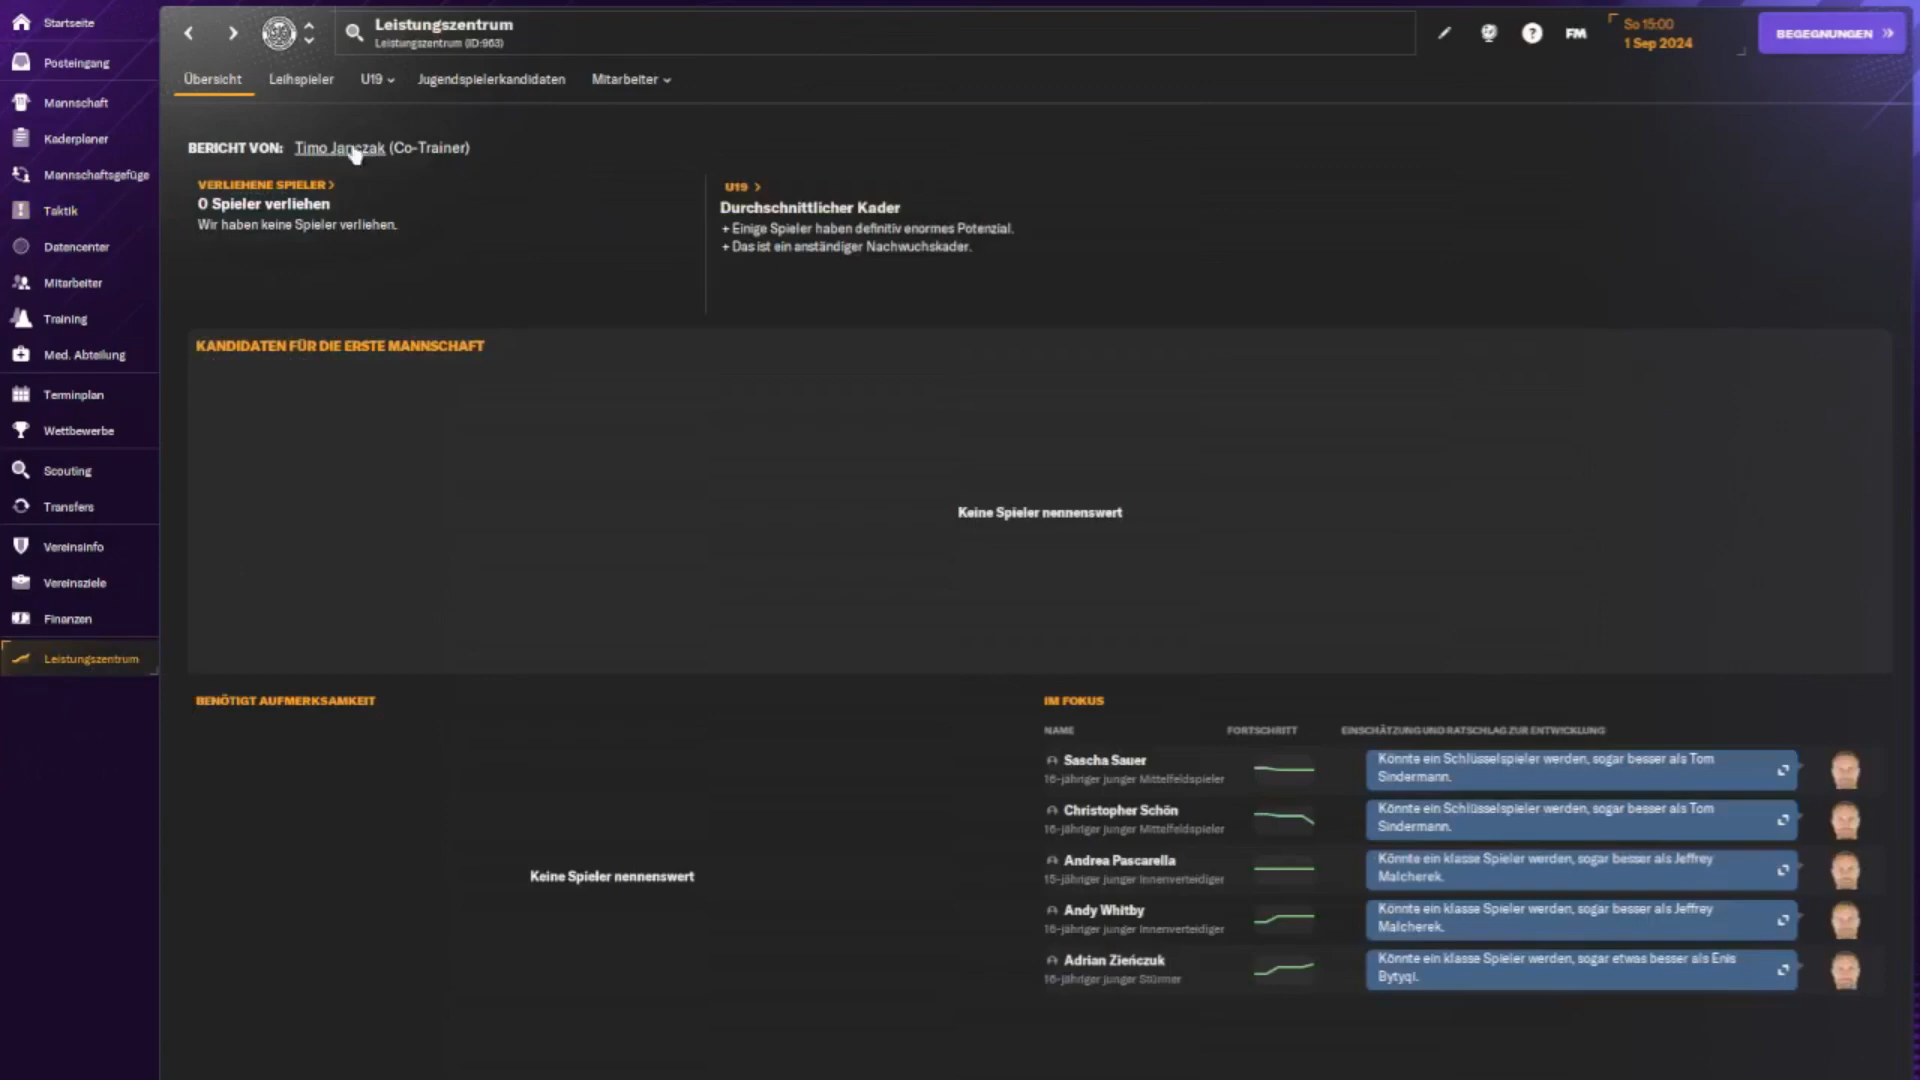 Startseite
Posteingang
Mannschaft
Kaderplaner
Mannschaftsgefüge
Taktik
Datencenter
Mitarbeiter
Training
Med. Abteilung
Terminplan
Wettbewerbe
Scouting
Transfers
Vereinsinfo
Vereinsziele
Finanzen
Leistungszentrum
Leistungszentrum
Leistungszentrum (ID:963)
?
FM
So 15:00
1 Sep 2024
BEGEGNUNGEN
Übersicht
Leihspieler
U19
Jugendspielerkandidaten
Mitarbeiter
BERICHT VON: Timo Janczak (Co-Trainer)
VERLIEHENE SPIELER >
0 Spieler verliehen
Wir haben keine Spieler verliehen.
U19 >
Durchschnittlicher Kader
+ Einige Spieler haben definitiv enormes Potenzial.
+ Das ist ein anständiger Nachwuchskader.
KANDIDATEN FÜR DIE ERSTE MANNSCHAFT
Keine Spieler nennenswert
BENÖTIGT AUFMERKSAMKEIT
Keine Spieler nennenswert
IM FOKUS
NAME FORTSCHRITT EINSCHÄTZUNG UND RATSCHLAG ZUR ENTWICKLUNG
Sascha Sauer
16-jähriger junger Mittelfeldspieler
Könnte ein Schlüsselspieler werden, sogar besser als Tom
Sindermann.
Christopher Schön
16-jähriger junger Mittelfeldspieler
Könnte ein Schlüsselspieler werden, sogar besser als Tom
Sindermann.
Andrea Pascarella
15-jähriger junger Innenverteidiger
Könnte ein klasse Spieler werden, sogar besser als Jeffrey
Malcherek.
Andy Whitby
16-jähriger junger Innenverteidiger
Könnte ein klasse Spieler werden, sogar besser als Jeffrey
Malcherek.
Adrian Zieńczuk
16-jähriger junger Stürmer
Könnte ein klasse Spieler werden, sogar etwas besser als Enis
Bytyqi.